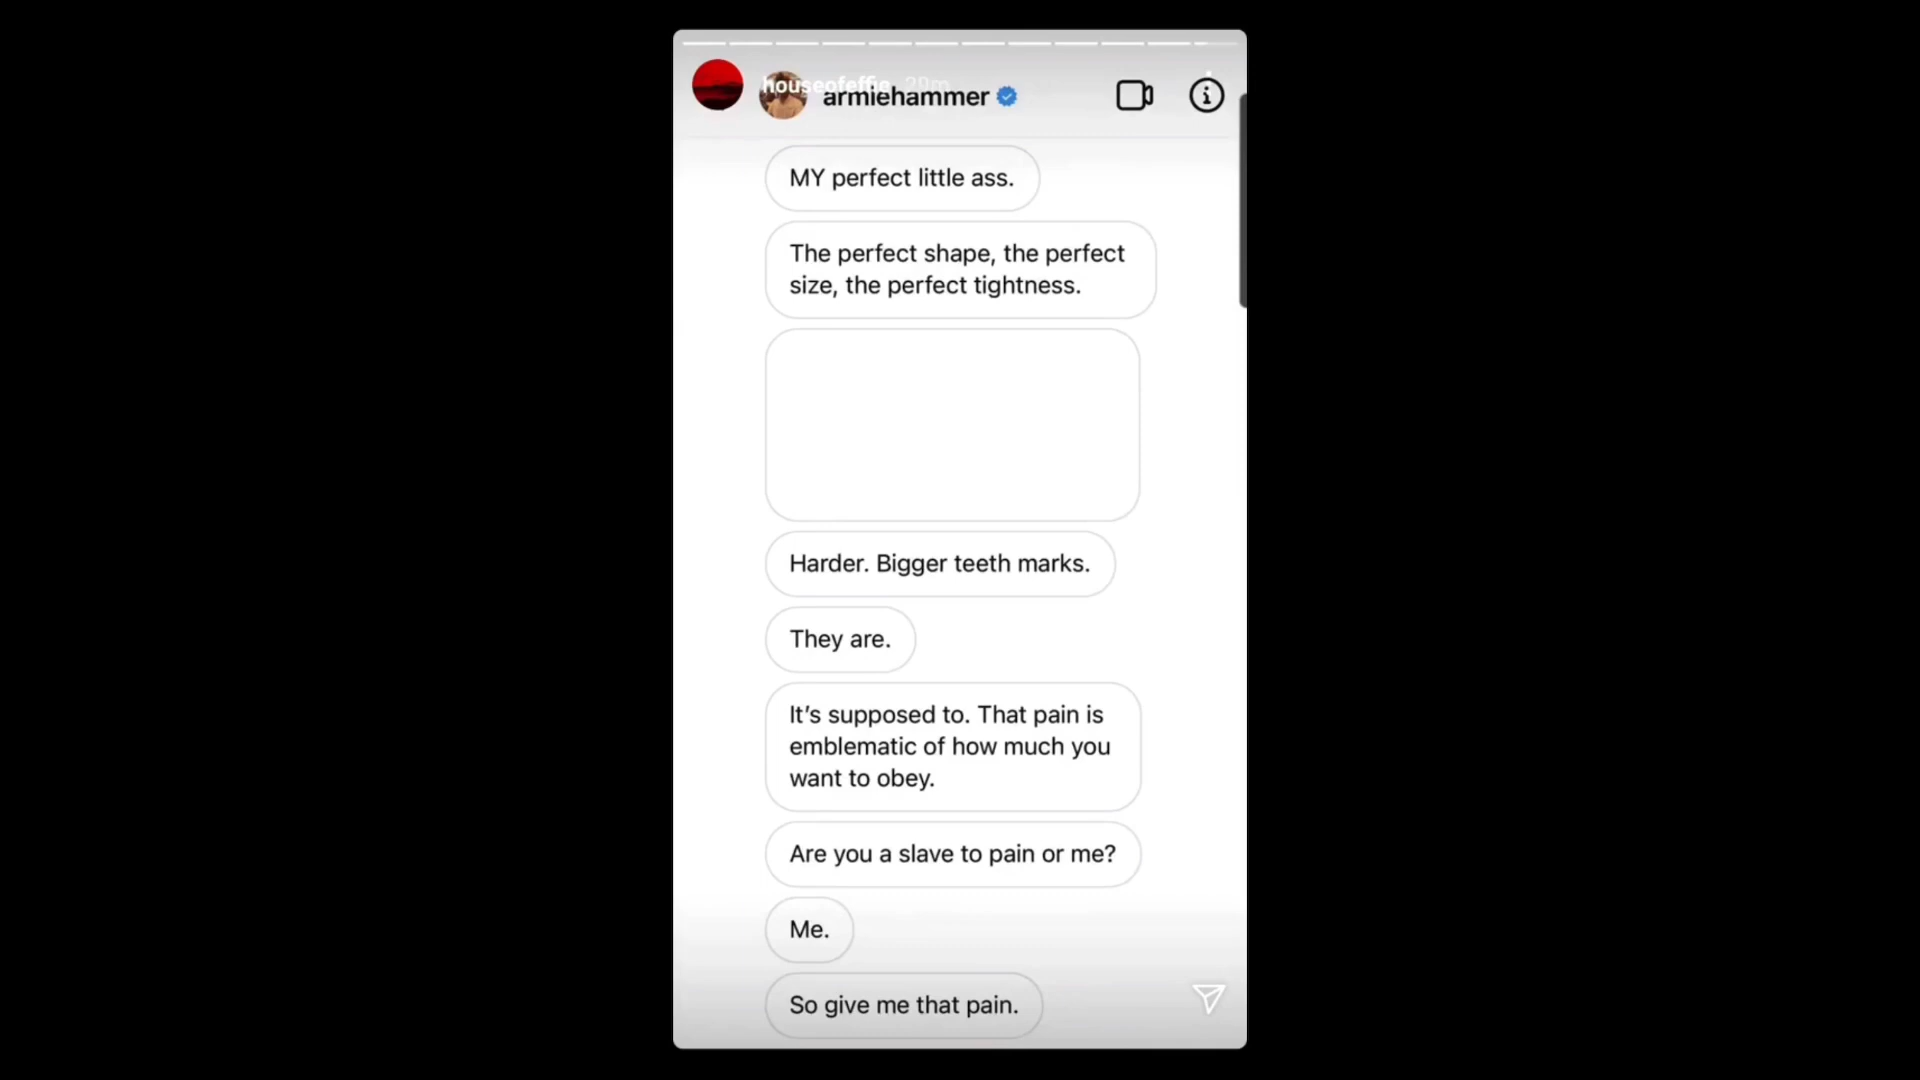 houseofeffie 20m
armiehammer
MY perfect little ass.
The perfect shape, the perfect
size, the perfect tightness.
Harder. Bigger teeth marks.
They are.
It's supposed to. That pain is
emblematic of how much you
want to obey.
Are you a slave to pain or me?
Me.
So give me that pain.